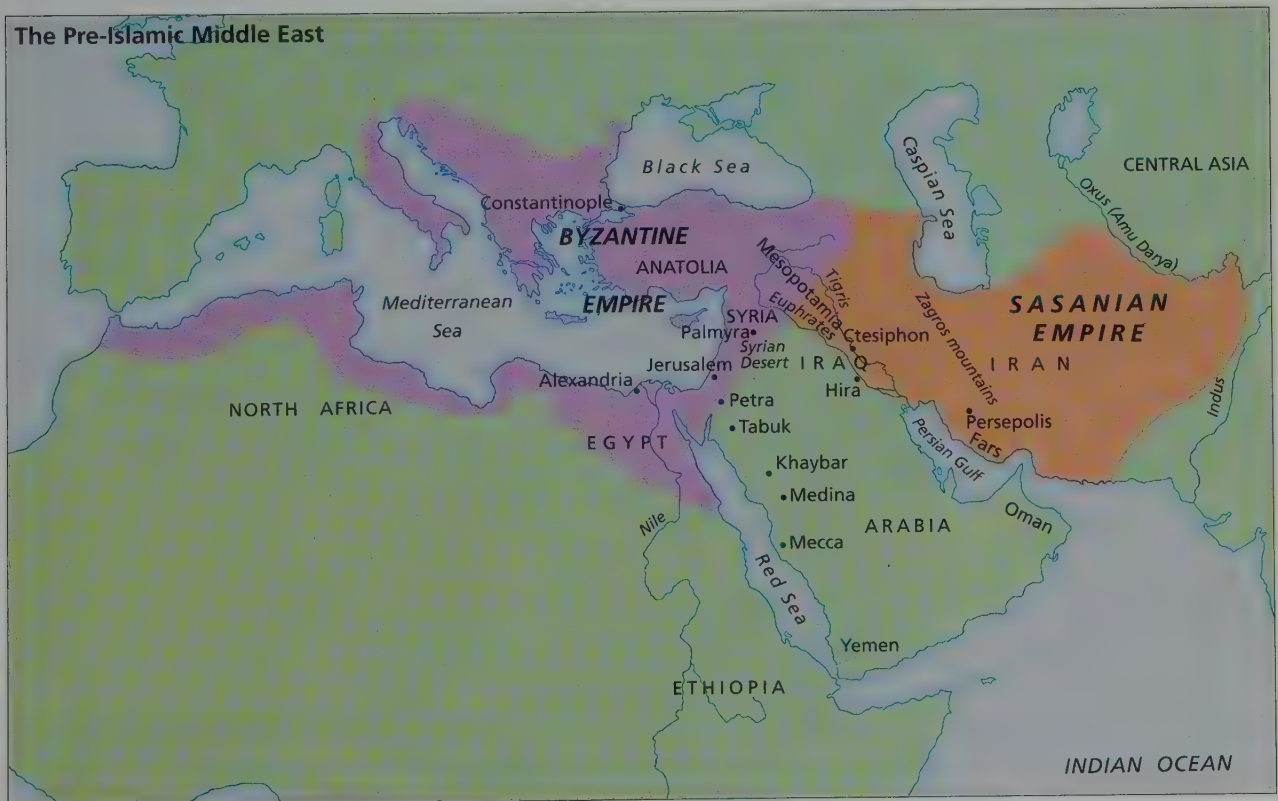 The Pre-Islamic Middle East
Black Sea
Caspian Sea
CENTRAL ASIA
Oxus (Amu Darya)
Constantinople
BYZANTINE
EMPIRE
ANATOLIA
Mesopotamia
Tigris
Euphrates
Zagros mountains
SASANIAN
EMPIRE
Mediterranean
Sea
SYRIA
Palmyra
Syrian
Desert
Ctesiphon
IRAQ
IRAN
Jerusalem
Alexandria
Hira
Indus
NORTH AFRICA
Petra
Persepolis
Fars
Tabuk
EGYPT
Persian Gulf
Khaybar
Medina
Nile
ARABIA
Oman
Mecca
Red Sea
Yemen
ETHIOPIA
INDIAN OCEAN